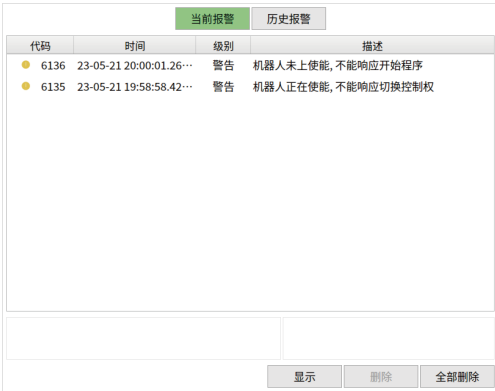 当前报警 历史报警
代码 时间 级别 描述
6136 23-05-21 20:00:01.26… 警告 机器人未上使能, 不能响应开始程序
6135 23-05-21 19:58:58.42… 警告 机器人正在使能, 不能响应切换控制权
显示 删除 全部删除